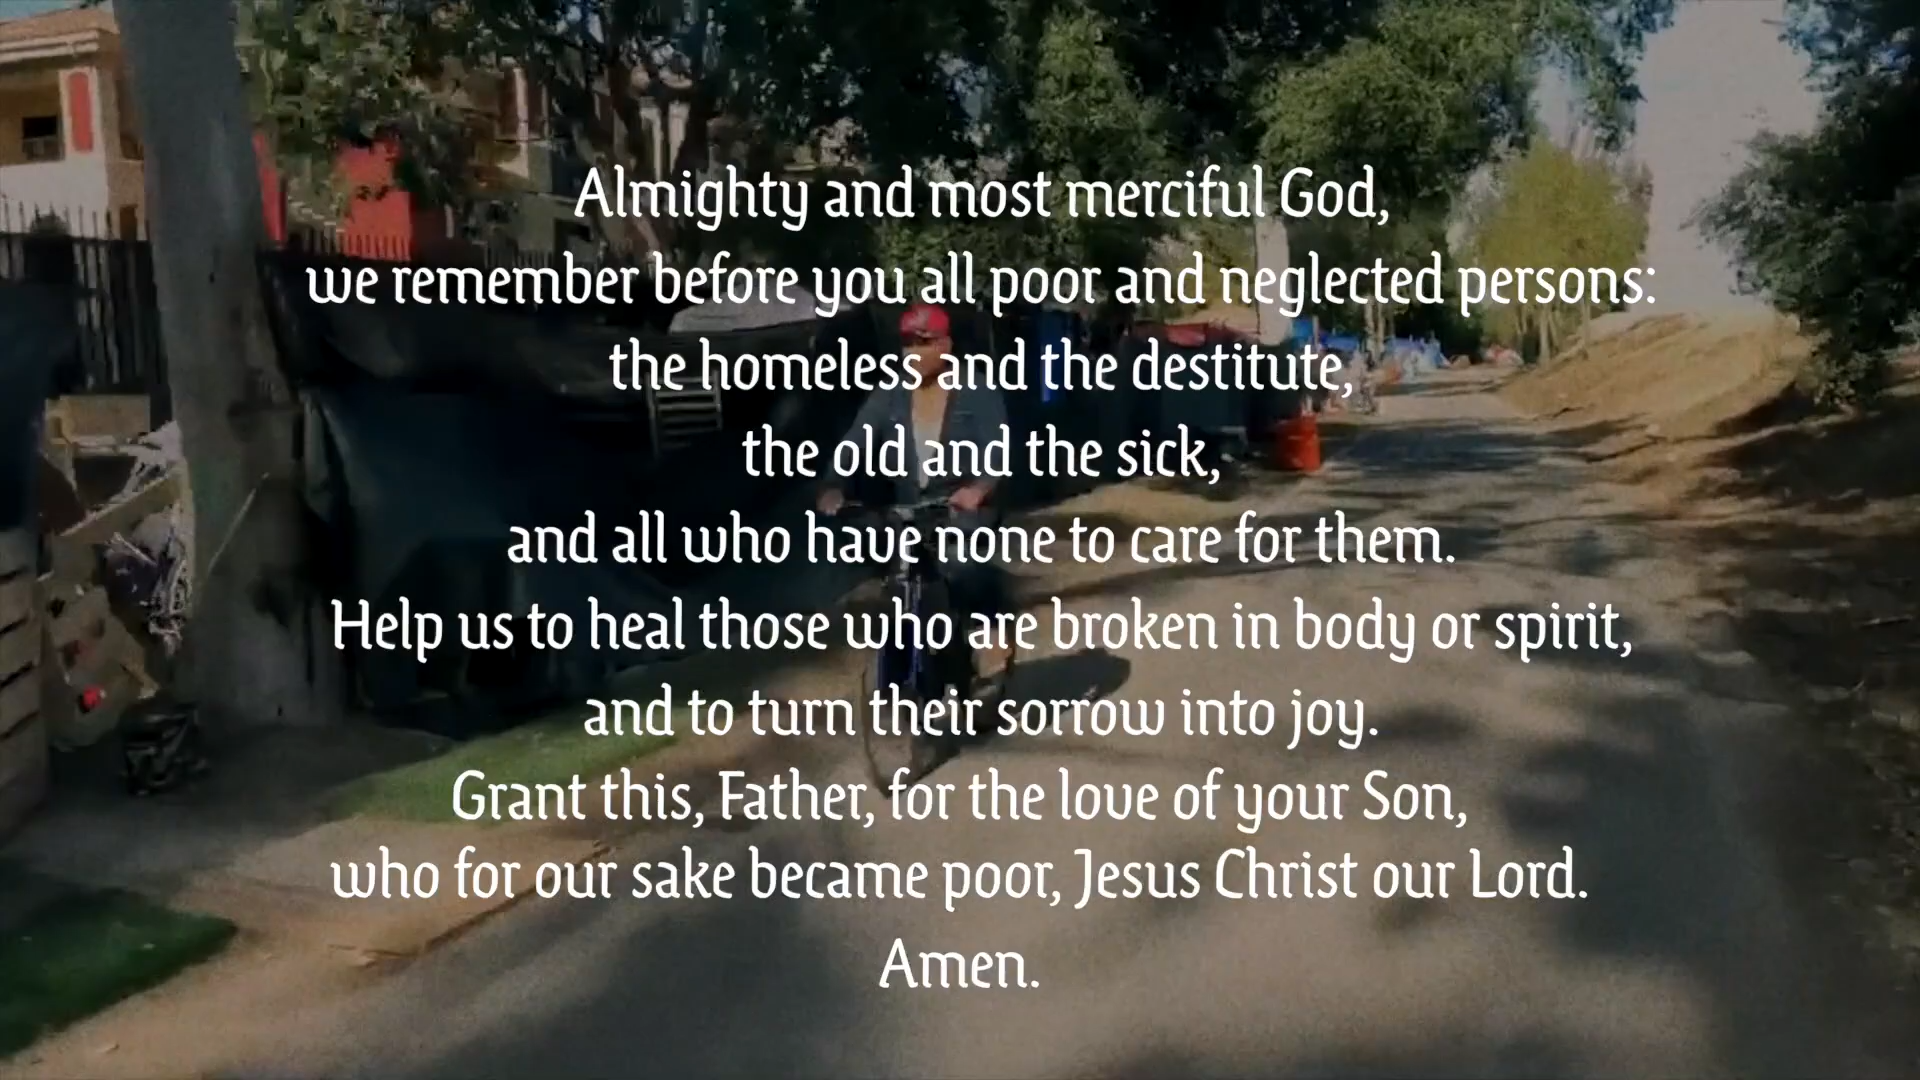 Almighty and most merciful God,
we remember before you all poor and neglected persons:
the homeless and the destitute,
the old and the sick,
and all who have none to care for them.
Help us to heal those who are broken in body or spirit,
and to turn their sorrow into joy.
Grant this, Father, for the love of your Son,
who for our sake became poor, Jesus Christ our Lord.
Amen.